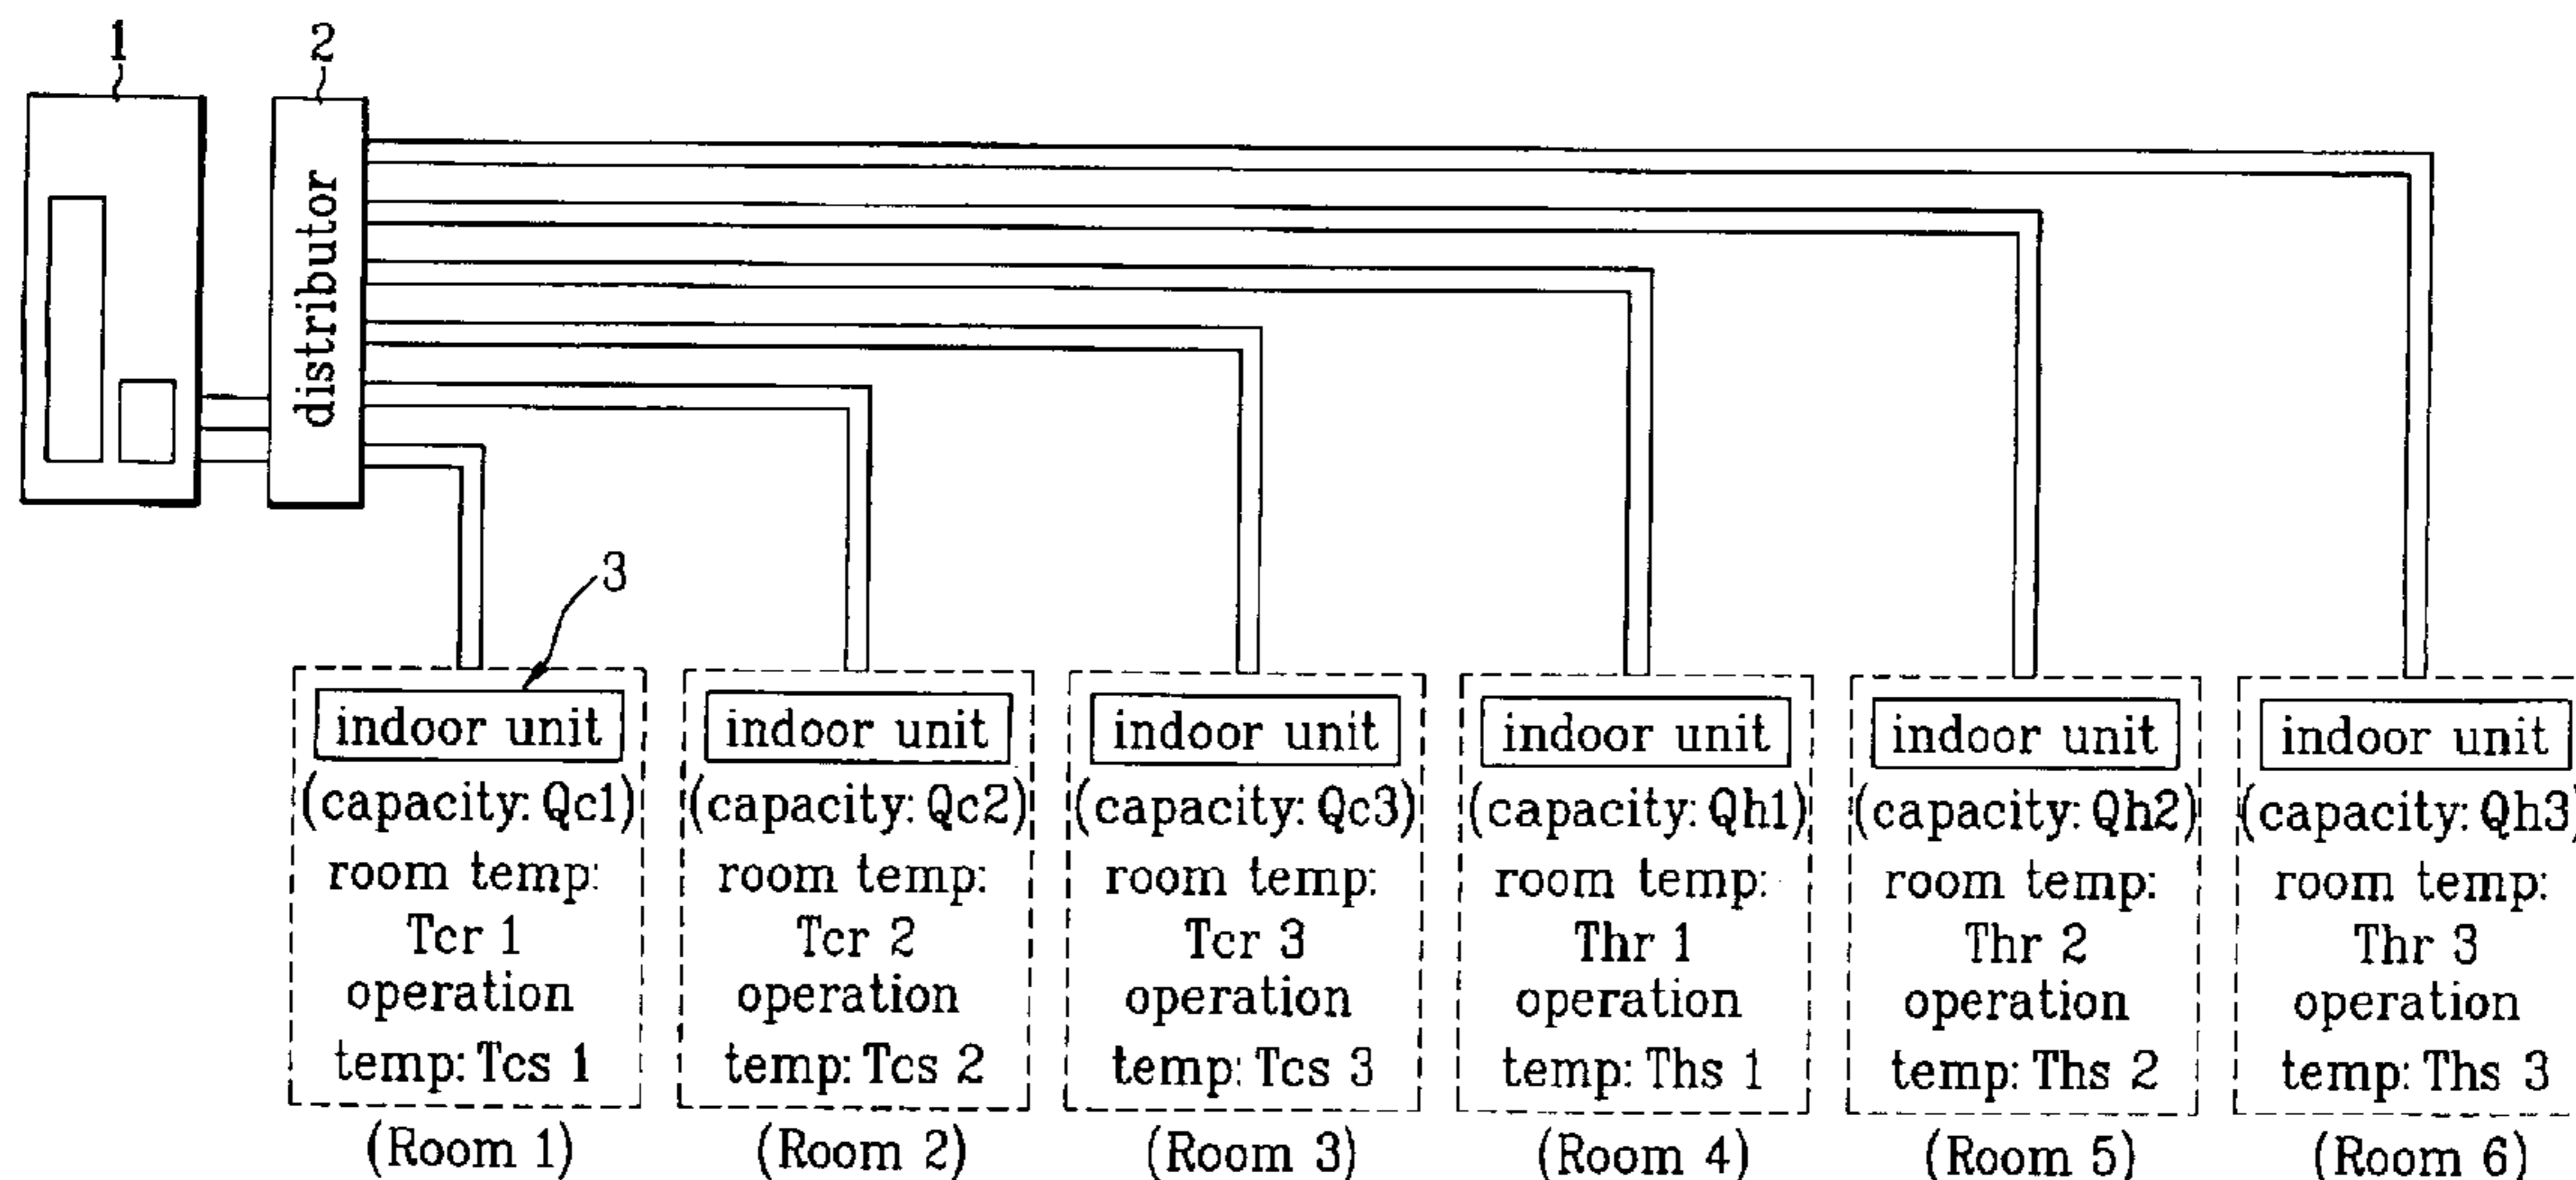 1
2
distributor
3
indoor unit
(capacity: Qc1)
room temp:
Tcr 1
operation
temp: Tcs 1
(Room 1)
indoor unit
(capacity: Qc2)
room temp:
Tcr 2
operation
temp: Tcs 2
(Room 2)
indoor unit
(capacity: Qc3)
room temp:
Tcr 3
operation
temp: Tcs 3
(Room 3)
indoor unit
(capacity: Qh1)
room temp:
Thr 1
operation
temp: Ths 1
(Room 4)
indoor unit
(capacity: Qh2)
room temp:
Thr 2
operation
temp: Ths 2
(Room 5)
indoor unit
(capacity: Qh3)
room temp:
Thr 3
operation
temp: Ths 3
(Room 6)